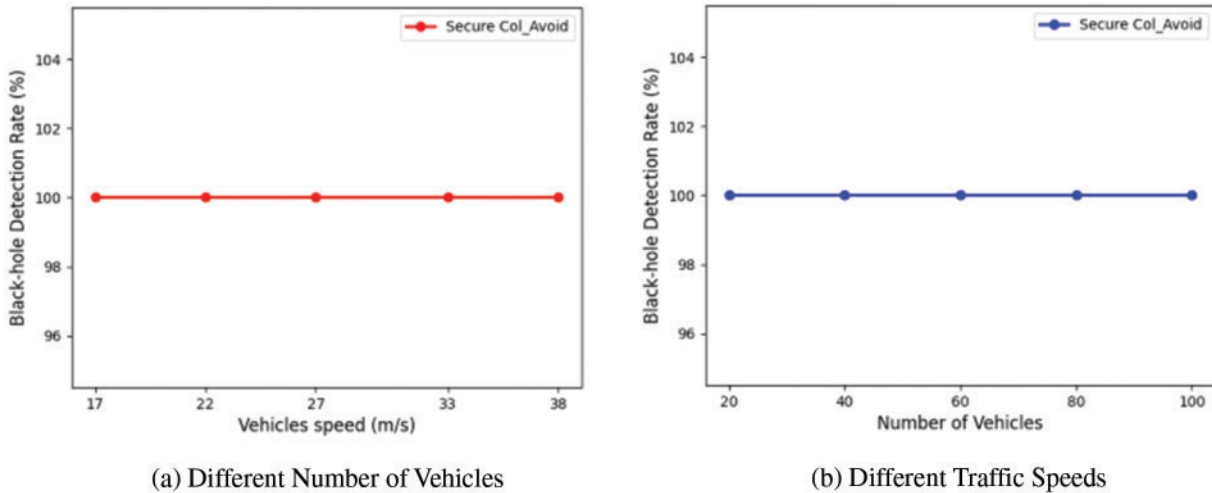 Secure Col_Avoid
Black-hole Detection Rate (%)
104
102
100
98
96
17 22 27 33 38
Vehicles speed (m/s)
(a) Different Number of Vehicles
Secure Col_Avoid
Black-hole Detection Rate (%)
104
102
100
98
96
20 40 60 80 100
Number of Vehicles
(b) Different Traffic Speeds